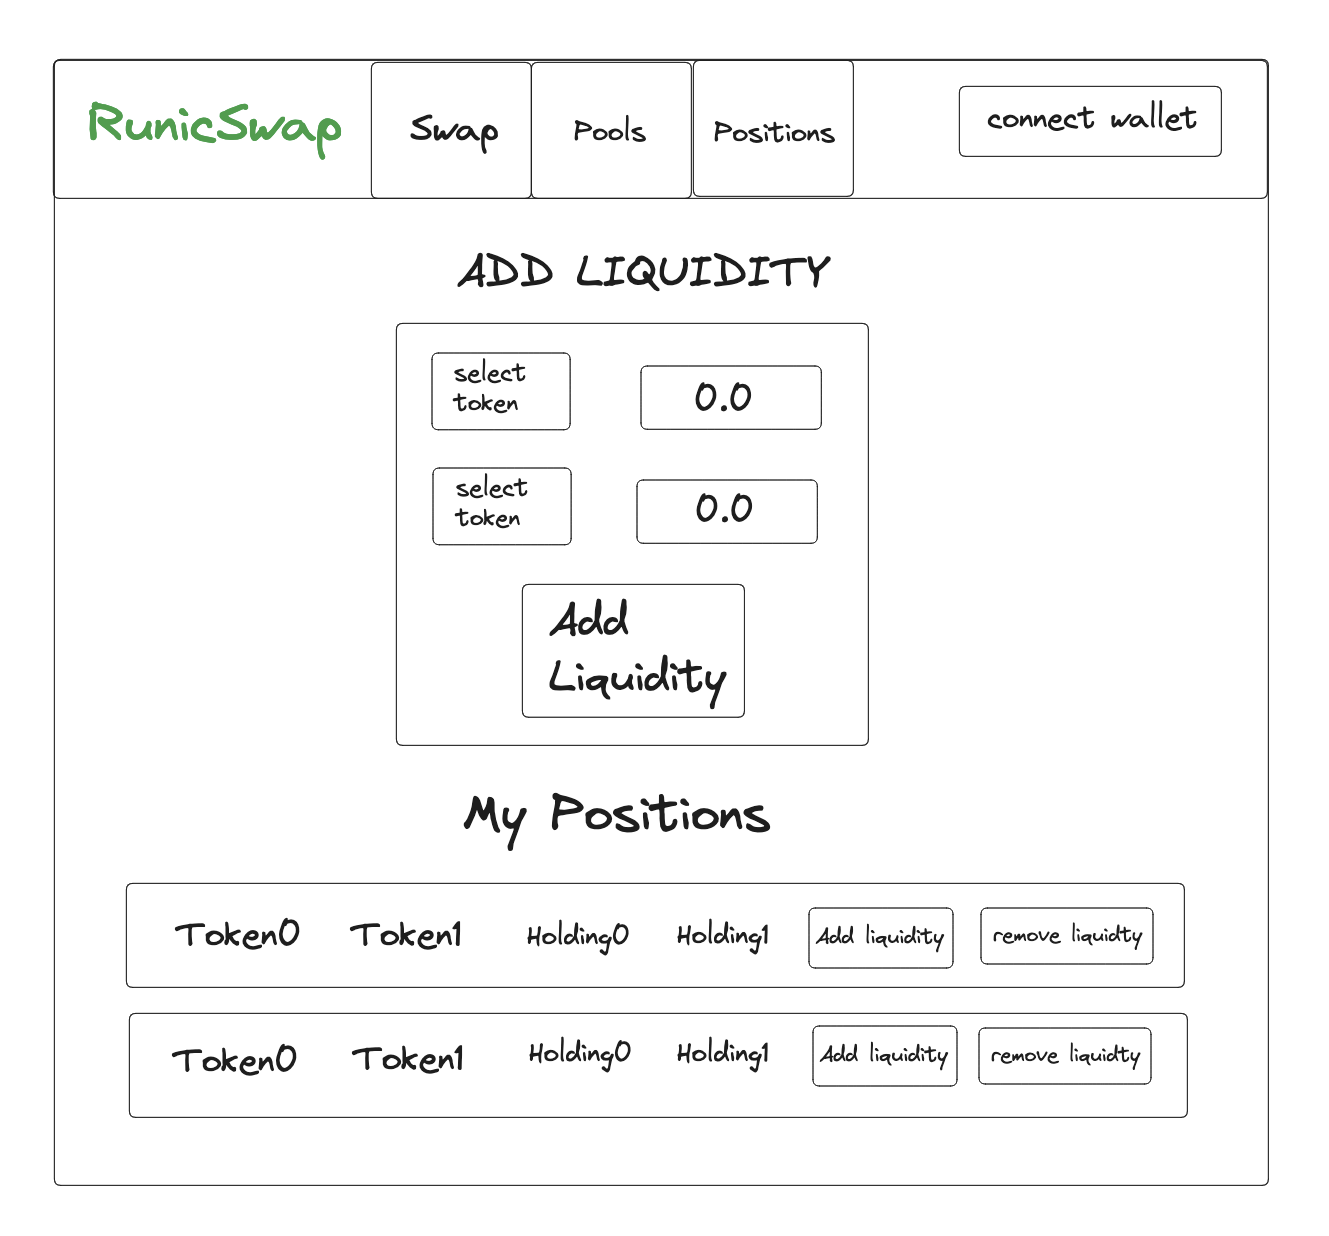 RunicSwap
Swap
Pools
Positions
connect wallet
ADD LIQUIDITY
select
token
0.0
select
token
0.0
Add
Liquidity
My Positions
Token0
Token1
Holding0
Holding1
Add liquidity
remove liquidty
Token0
Token1
Holding0
Holding1
Add liquidity
remove liquidty